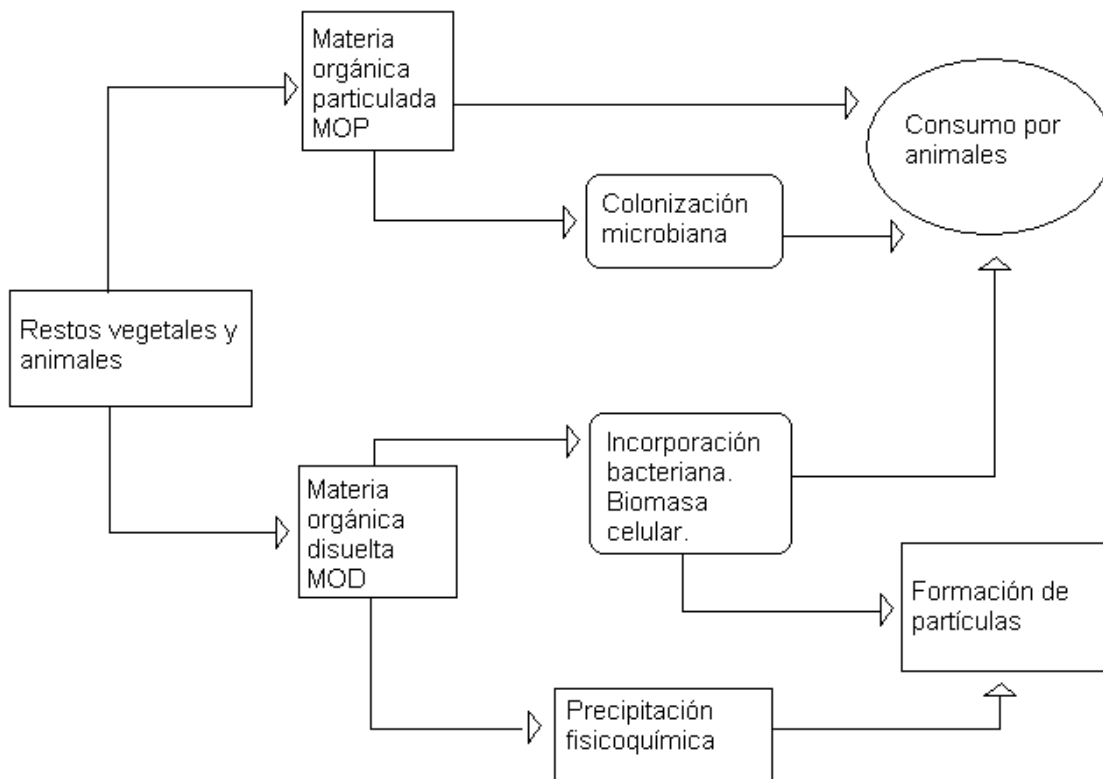 Materia
orgánica
particulada
MOP
Consumo por
animales
Colonización
microbiana
Restos vegetales y
animales
Incorporación
bacteriana.
Biomasa
celular.
Materia
orgánica
disuelta
MOD
Formación de
partículas
Precipitación
fisicoquímica